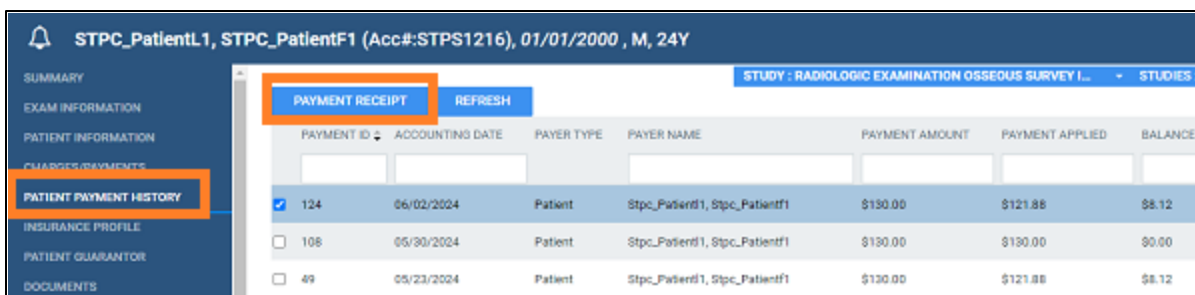 STPC_PatientL1, STPC_PatientF1 (Acc#:STPS1216), 01/01/2000 , M, 24Y
SUMMARY
EXAM INFORMATION
PATIENT INFORMATION
CHARGES/PAYMENTS
PATIENT PAYMENT HISTORY
INSURANCE PROFILE
PATIENT GUARANTOR
DOCUMENTS
STUDY : RADIOLOGIC EXAMINATION OSSEOUS SURVEY I... STUDIES
PAYMENT RECEIPT REFRESH
PAYMENT ID ACCOUNTING DATE PAYER TYPE PAYER NAME PAYMENT AMOUNT PAYMENT APPLIED BALANCE
124 06/02/2024 Patient Stpc_Patientl1, Stpc_Patientf1 $130.00 $121.88 $8.12
108 05/30/2024 Patient Stpc_Patientl1, Stpc_Patientf1 $130.00 $130.00 $0.00
49 05/23/2024 Patient Stpc_Patientl1, Stpc_Patientf1 $130.00 $121.88 $8.12